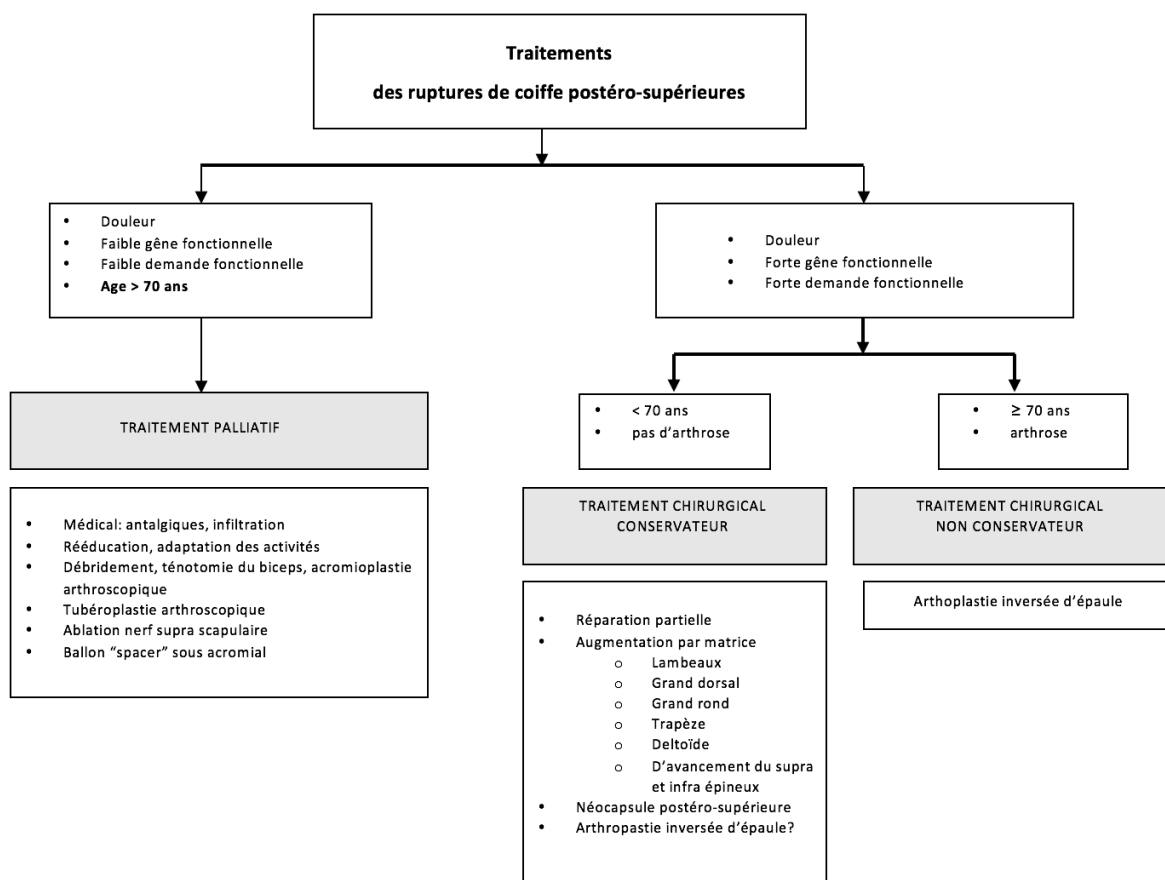 Traitements
des ruptures de coiffe postéro-supérieures
• Douleur
• Faible gêne fonctionnelle
• Faible demande fonctionnelle
• Age > 70 ans
• Douleur
• Forte gêne fonctionnelle
• Forte demande fonctionnelle
TRAITEMENT PALLIATIF
• < 70 ans
• pas d'arthrose
• ≥ 70 ans
• arthrose
• Médical: antalgiques, infiltration
• Rééducation, adaptation des activités
• Débridement, ténotomie du biceps, acromioplastie
arthroscopique
• Tubéroplastie arthroscopique
• Ablation nerf supra scapulaire
• Ballon "spacer" sous acromial
TRAITEMENT CHIRURGICAL
CONSERVATEUR
TRAITEMENT CHIRURGICAL
NON CONSERVATEUR
• Réparation partielle
• Augmentation par matrice
o Lambeaux
o Grand dorsal
o Grand rond
o Trapèze
o Deltoïde
o D'avancement du supra
et infra épineux
• Néocapsule postéro-supérieure
• Arthropastie inversée d'épaule?
Arthoplastie inversée d'épaule